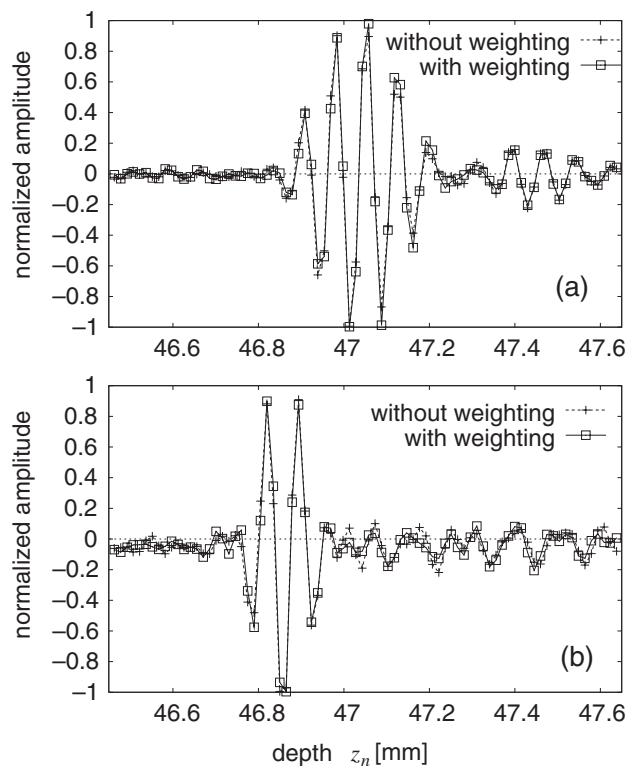 1
0.8
without weighting
0.6
with weighting
0.4
0.2
0
−0.2
−0.4
−0.6
−0.8
−1
normalized amplitude
(a)
46.6 46.8 47 47.2 47.4 47.6
1
0.8
without weighting
0.6
with weighting
0.4
0.2
0
−0.2
−0.4
−0.6
−0.8
−1
normalized amplitude
(b)
46.6 46.8 47 47.2 47.4 47.6
depth zn [mm]